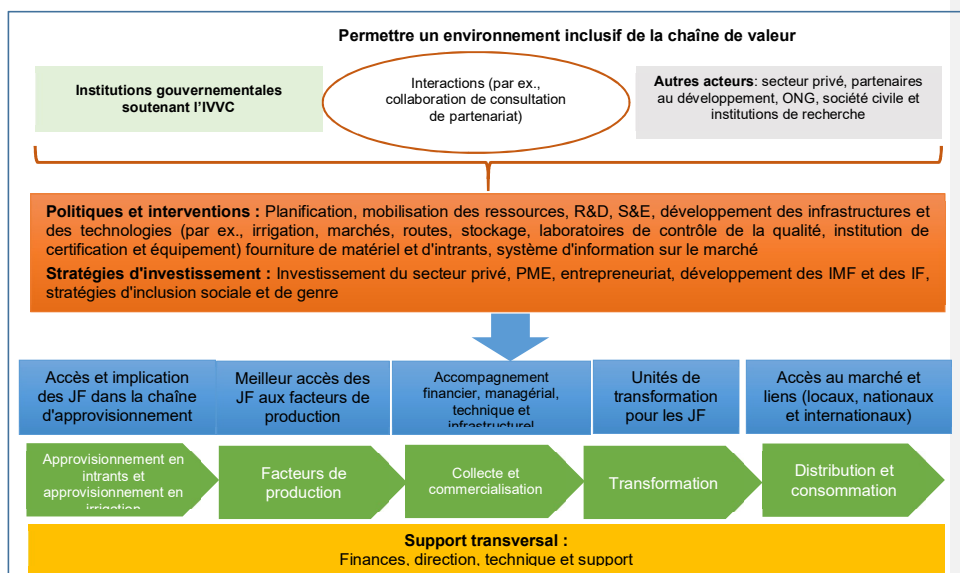 Permettre un environnement inclusif de la chaîne de valeur
Institutions gouvernementales
soutenant l'IVVC
Interactions (par ex.,
collaboration de consultation
de partenariat)
Autres acteurs: secteur privé, partenaires
au développement, ONG, société civile et
institutions de recherche
Politiques et interventions : Planification, mobilisation des ressources, R&D, S&E, développement des infrastructures et
des technologies (par ex., irrigation, marchés, routes, stockage, laboratoires de contrôle de la qualité, institution de
certification et équipement) fourniture de matériel et d'intrants, système d'information sur le marché
Stratégies d'investissement : Investissement du secteur privé, PME, entrepreneuriat, développement des IMF et des IF,
stratégies d'inclusion sociale et de genre
Accès et implication
des JF dans la chaîne
d'approvisionnement
Meilleur accès des
JF aux facteurs de
production
Accompagnement
financier, managérial,
technique et
infrastructurel
Unités de
transformation
pour les JF
Accès au marché et
liens (locaux, nationaux
et internationaux)
Approvisionnement en
intrants et
approvisionnement en
irrigation
Facteurs de
production
Collecte et
commercialisation
Transformation
Distribution et
consommation
Support transversal :
Finances, direction, technique et support